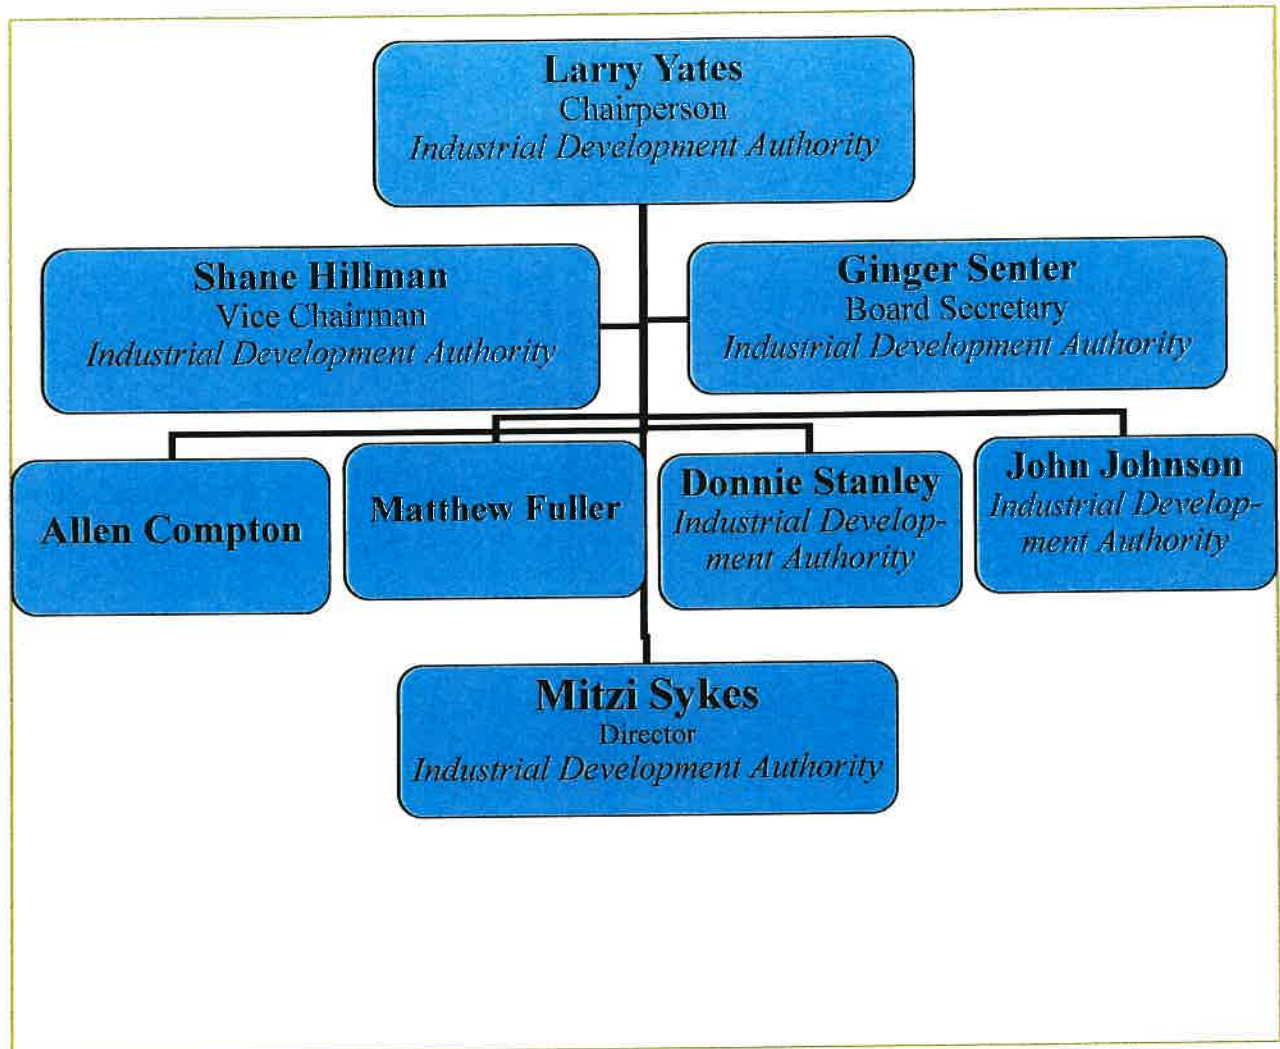 Larry Yates
Chairperson
Industrial Development Authority
Shane Hillman
Vice Chairman
Industrial Development Authority
Ginger Senter
Board Secretary
Industrial Development Authority
Allen Compton
Matthew Fuller
Donnie Stanley
Industrial Develop-
ment Authority
John Johnson
Industrial Develop-
ment Authority
Mitzi Sykes
Director
Industrial Development Authority